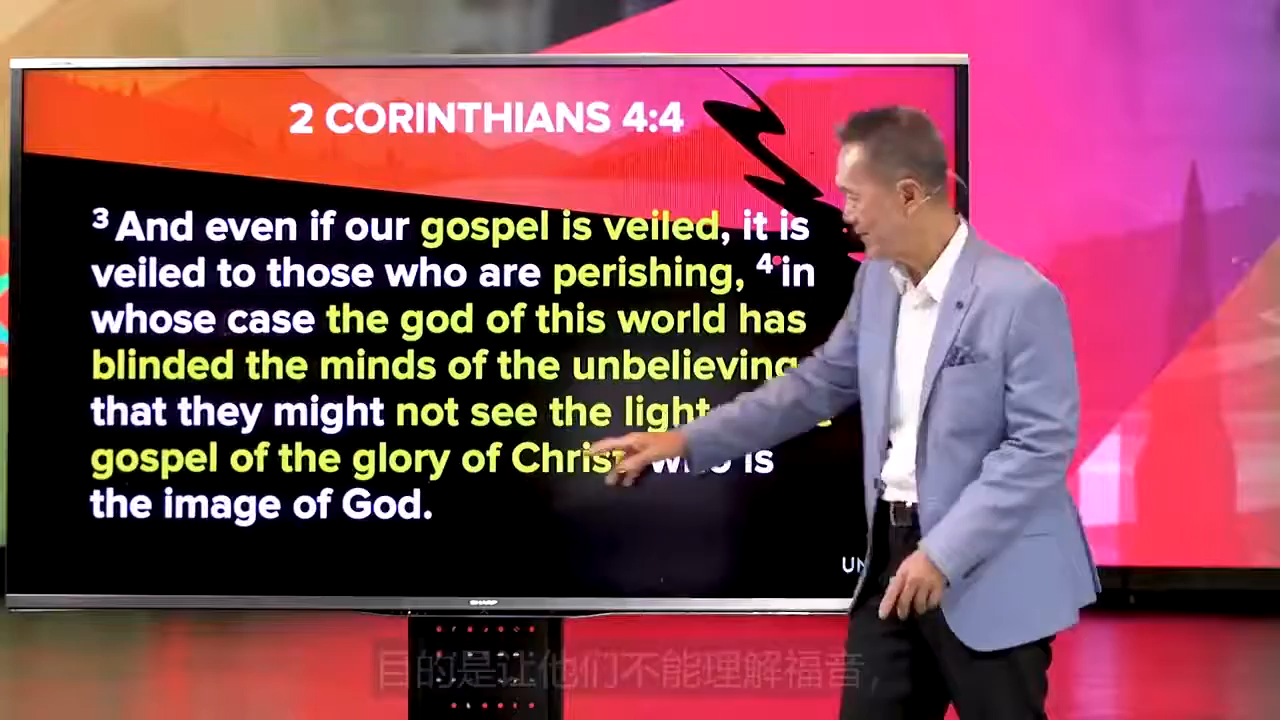 2 CORINTHIANS 4:4
3 And even if our gospel is veiled, it is
veiled to those who are perishing, 4 in
whose case the god of this world has
blinded the minds of the unbelieving
that they might not see the light
gospel of the glory of Christ is
the image of God.
UN
SHARP
目的是让他们不能理解福音，